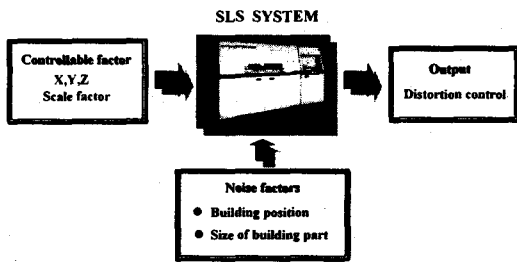 SLS SYSTEM
Controllable factor
X,Y,Z
Scale factor
Output
Distortion control
Noise factors
● Building position
● Size of building part